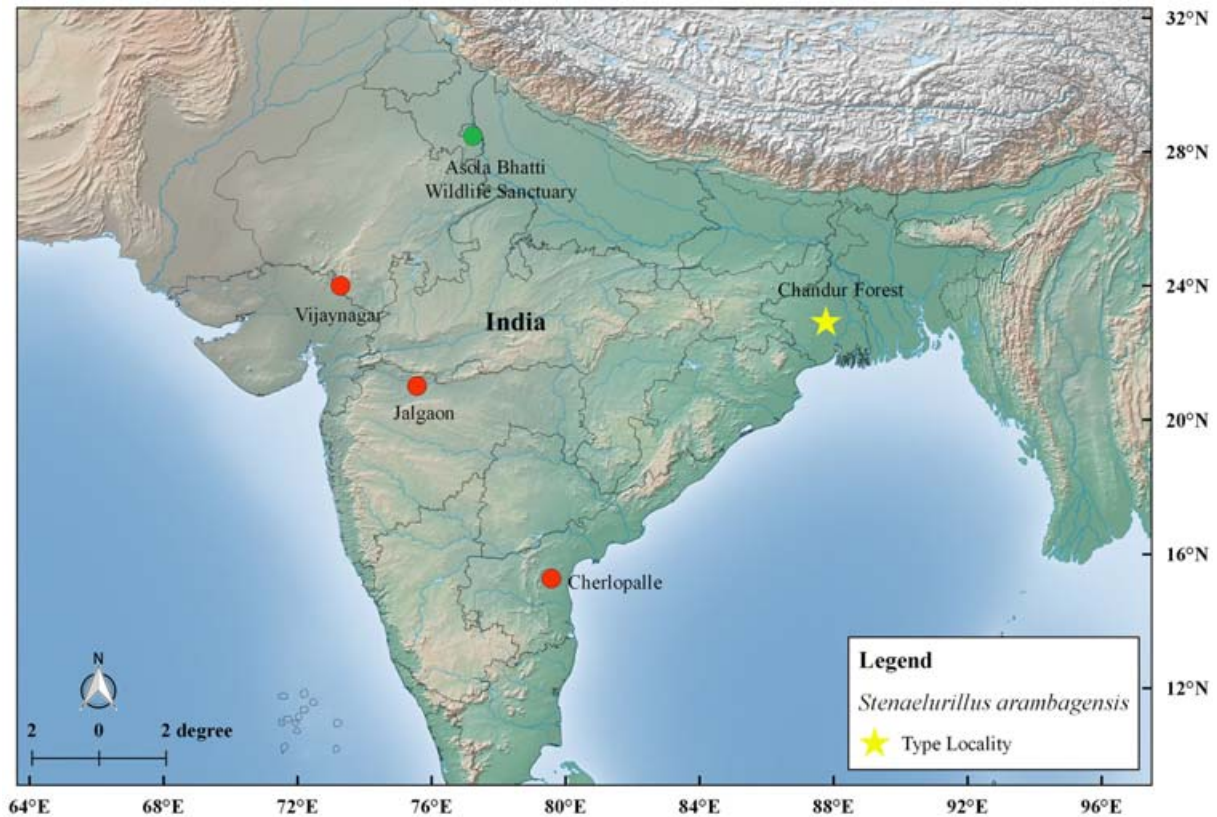 32°N
Asola Bhatti
Wildlife Sanctuary
28°N
Vijaynagar
India
Chandur Forest
24°N
Jalgaon
20°N
Cherlopalle
16°N
N
2 0 2 degree
Legend
Stenaelurillus arambagensis
Type Locality
12°N
64°E 68°E 72°E 76°E 80°E 84°E 88°E 92°E 96°E